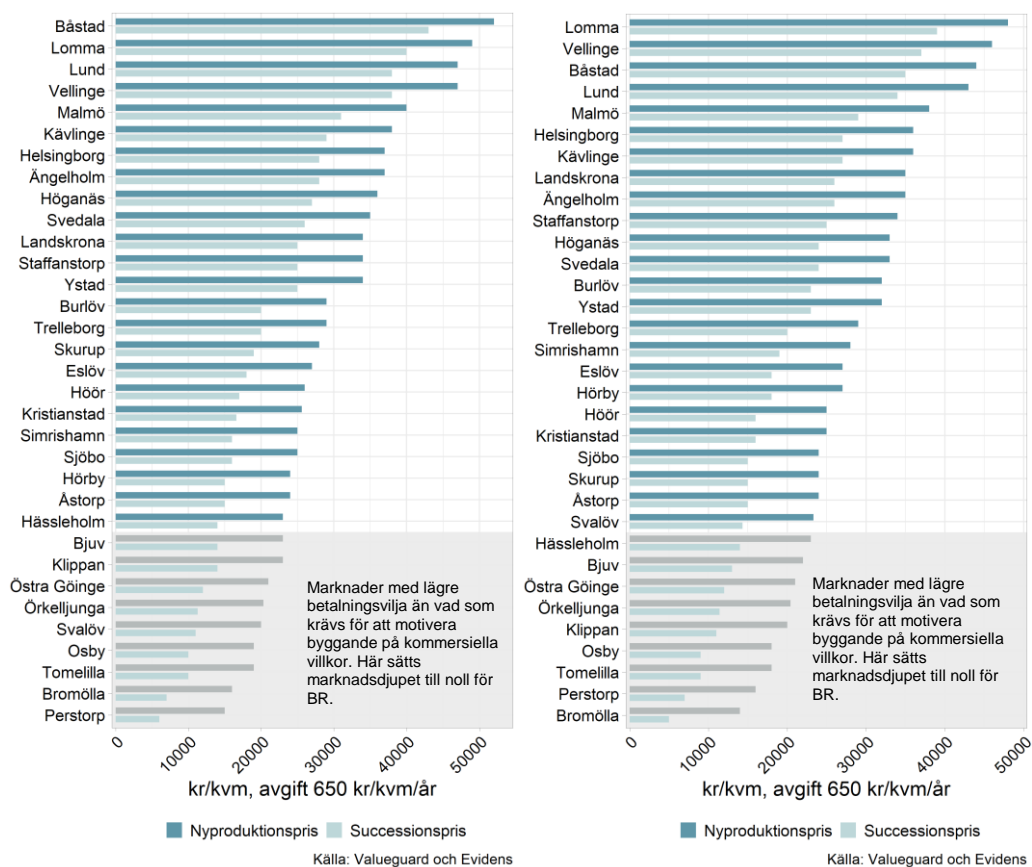 Båstad
Lomma
Lund
Vellinge
Malmö
Kävlinge
Helsingborg
Ängelholm
Höganäs
Svedala
Landskrona
Staffanstorp
Ystad
Burlöv
Trelleborg
Skurup
Eslöv
Höör
Kristianstad
Simrishamn
Sjöbo
Hörby
Åstorp
Hässleholm
Bjuv
Klippan
Östra Göinge
Örkelljunga
Svalöv
Osby
Tomelilla
Bromölla
Perstorp
Marknader med lägre
betalningsvilja än vad som
krävs för att motivera
byggande på kommersiella
villkor. Här sätts
marknadsdjupet till noll för
BR.
0
10000
20000
30000
40000
50000
kr/kvm, avgift 650 kr/kvm/år
Nyproduktionspris
Successionspris
Källa: Valueguard och Evidens
Lomma
Vellinge
Båstad
Lund
Malmö
Helsingborg
Kävlinge
Landskrona
Ängelholm
Staffanstorp
Höganäs
Svedala
Burlöv
Ystad
Trelleborg
Simrishamn
Eslöv
Hörby
Höör
Kristianstad
Sjöbo
Skurup
Åstorp
Svalöv
Hässleholm
Bjuv
Östra Göinge
Örkelljunga
Klippan
Osby
Tomelilla
Perstorp
Bromölla
Marknader med lägre
betalningsvilja än vad som
krävs för att motivera
byggande på kommersiella
villkor. Här sätts
marknadsdjupet till noll för
BR.
0
10000
20000
30000
40000
50000
kr/kvm, avgift 650 kr/kvm/år
Nyproduktionspris
Successionspris
Källa: Valueguard och Evidens